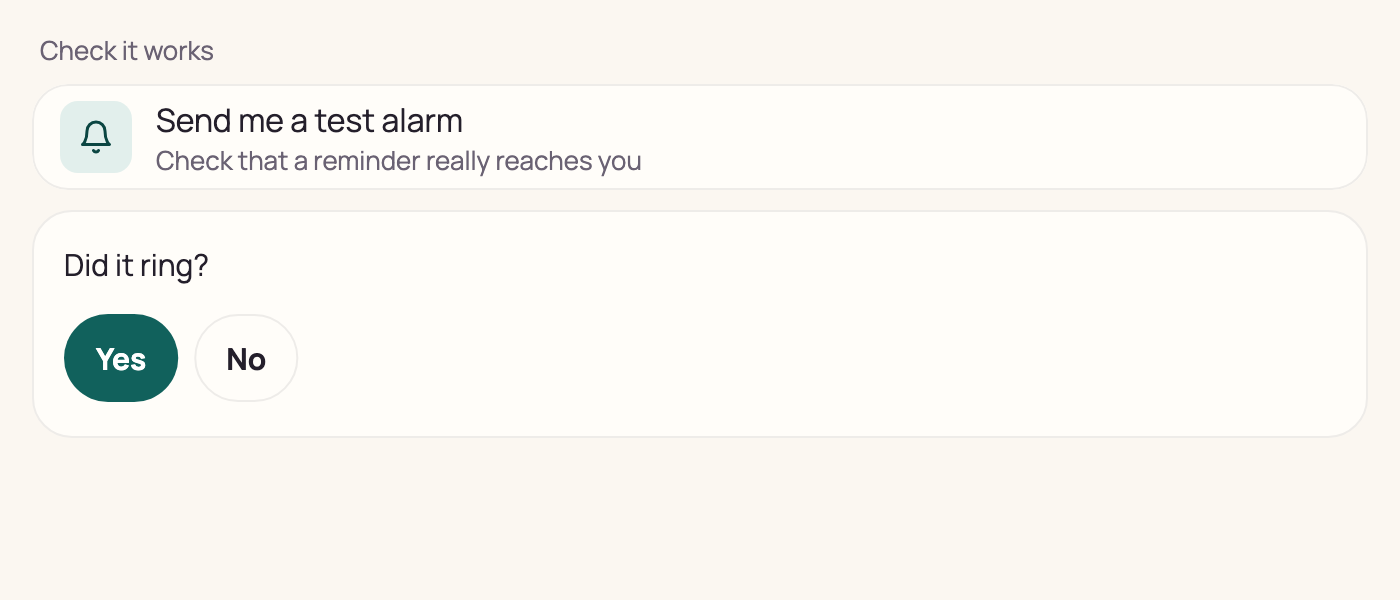 Check it works
Send me a test alarm
Check that a reminder really reaches you
Did it ring?
Yes No